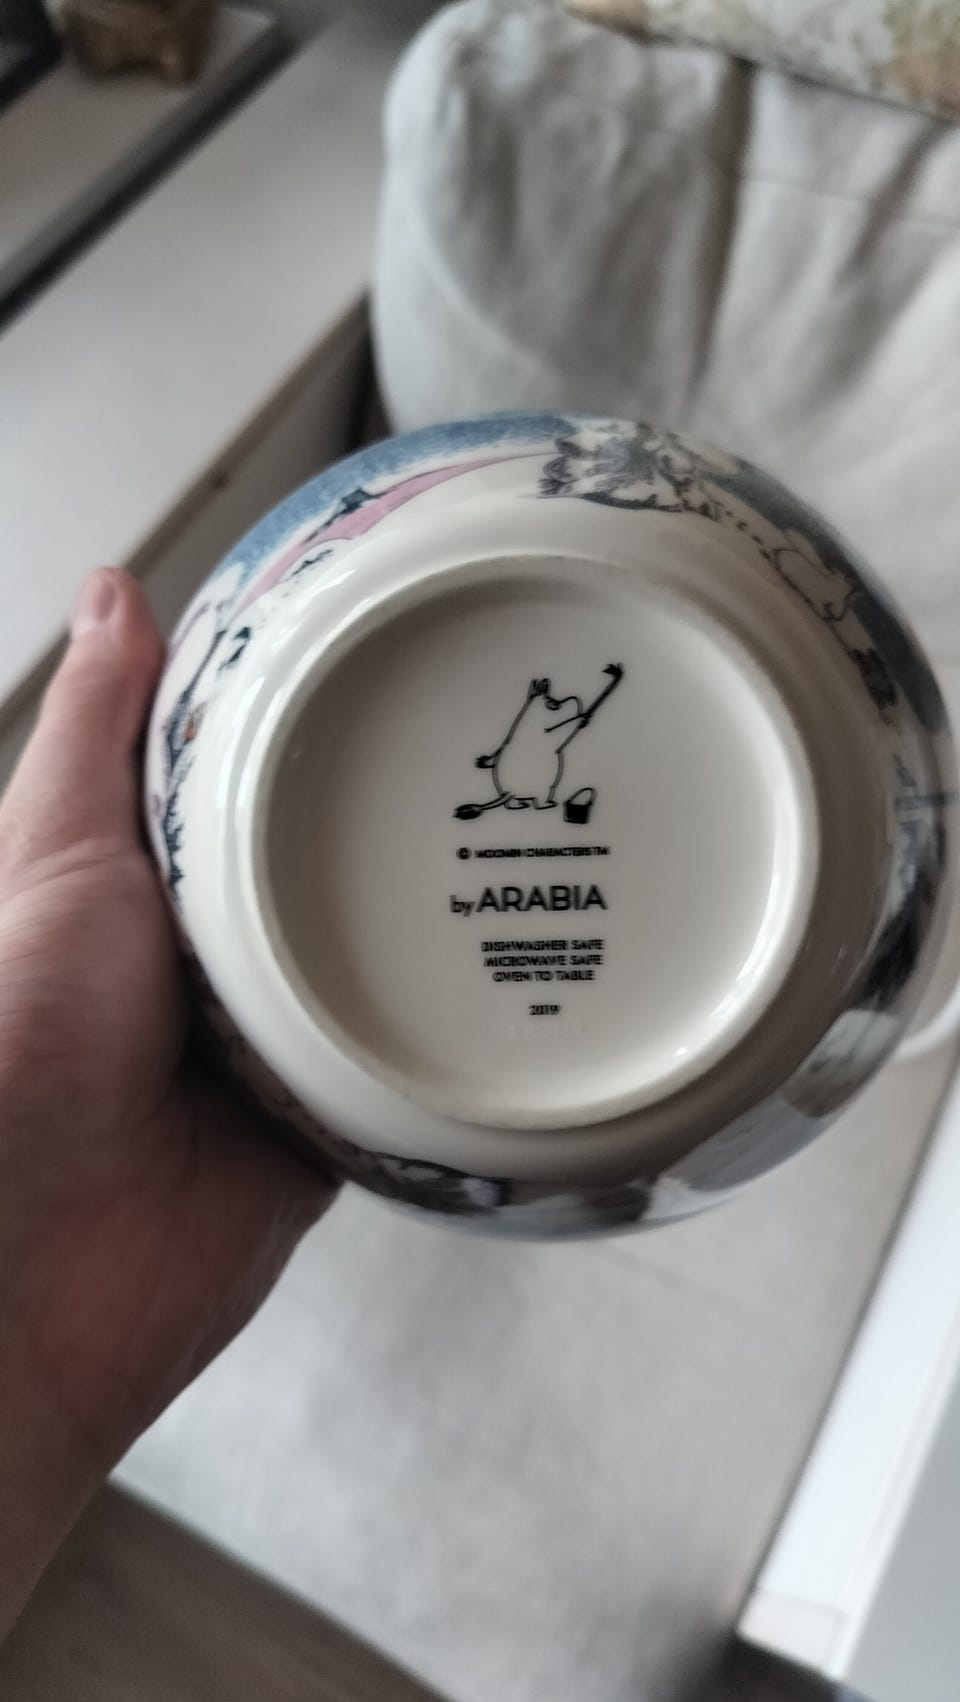 © MOOMIN CHARACTERS™
by ARABIA
DISHWASHER SAFE
MICROWAVE SAFE
OVEN TO TABLE
2019